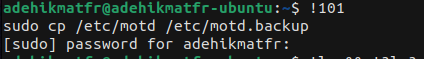 adehikmatfr@adehikmatfr-ubuntu:~$ !101
sudo cp /etc/motd /etc/motd.backup
[sudo] password for adehikmatfr: